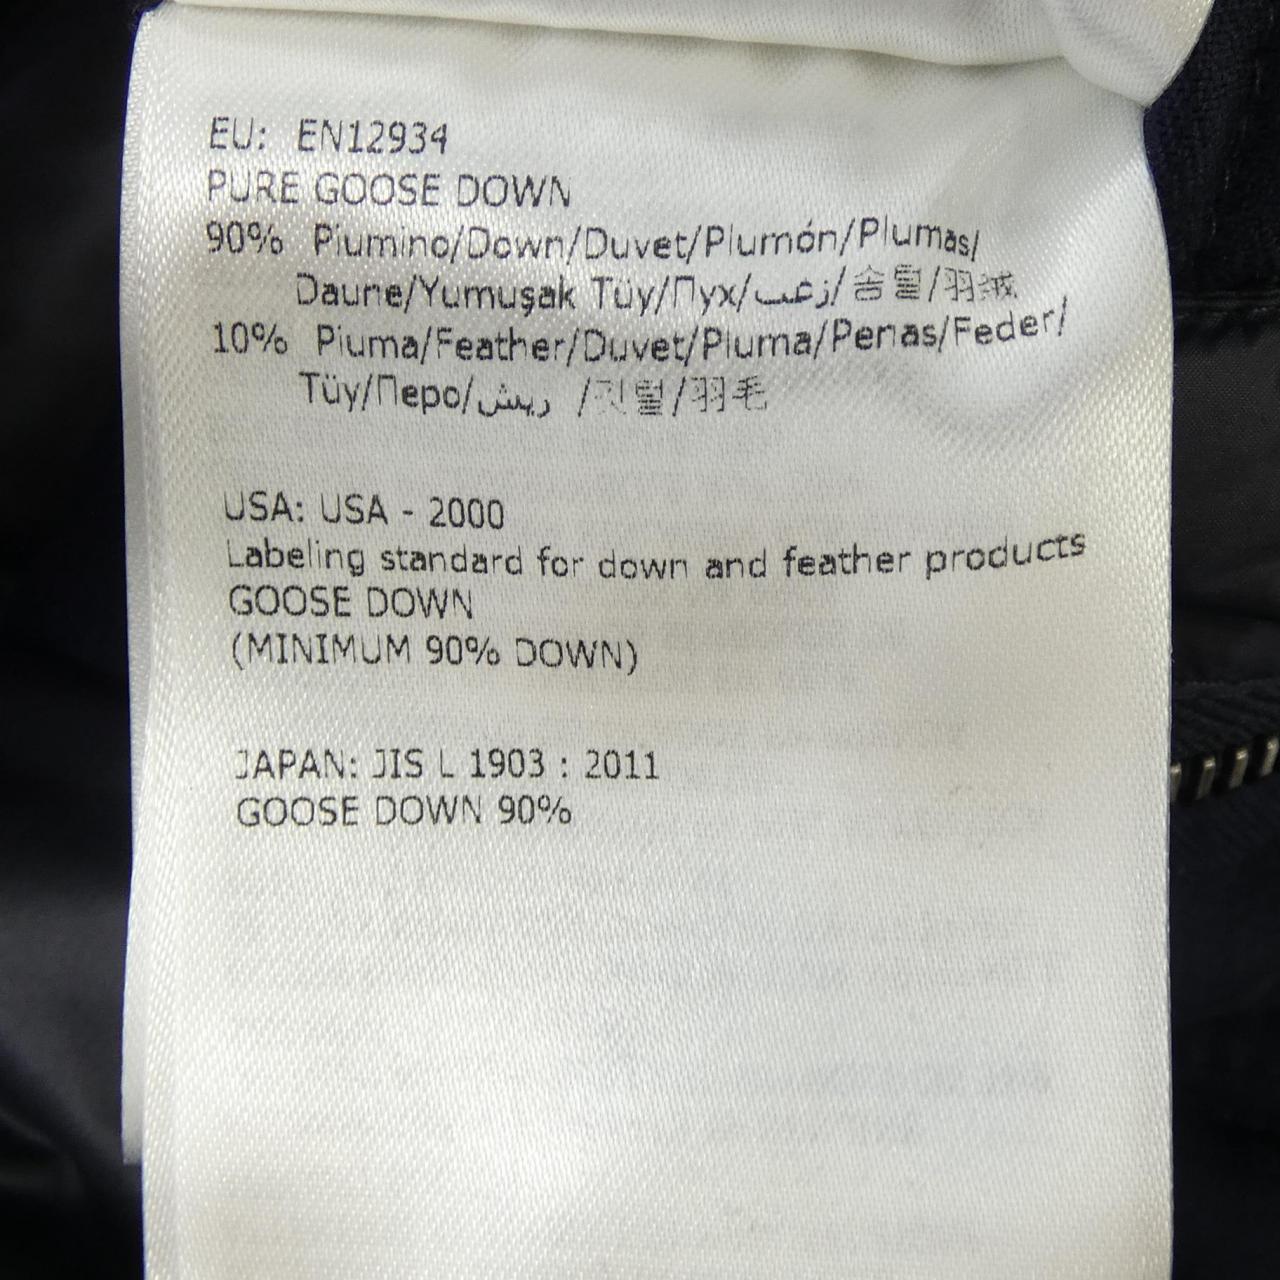 EU: EN12934
PURE GOOSE DOWN
90% Piumino/Down/Duvet/Plumón/Plumas/
Daune/Yumuşak Tüy/Пух/زغب/솜털/羽绒
10% Piuma/Feather/Duvet/Pluma/Penas/Feder/
Tüy/Перо/ريش /깃털/羽毛
USA: USA - 2000
Labeling standard for down and feather products
GOOSE DOWN
(MINIMUM 90% DOWN)
JAPAN: JIS L 1903 : 2011
GOOSE DOWN 90%